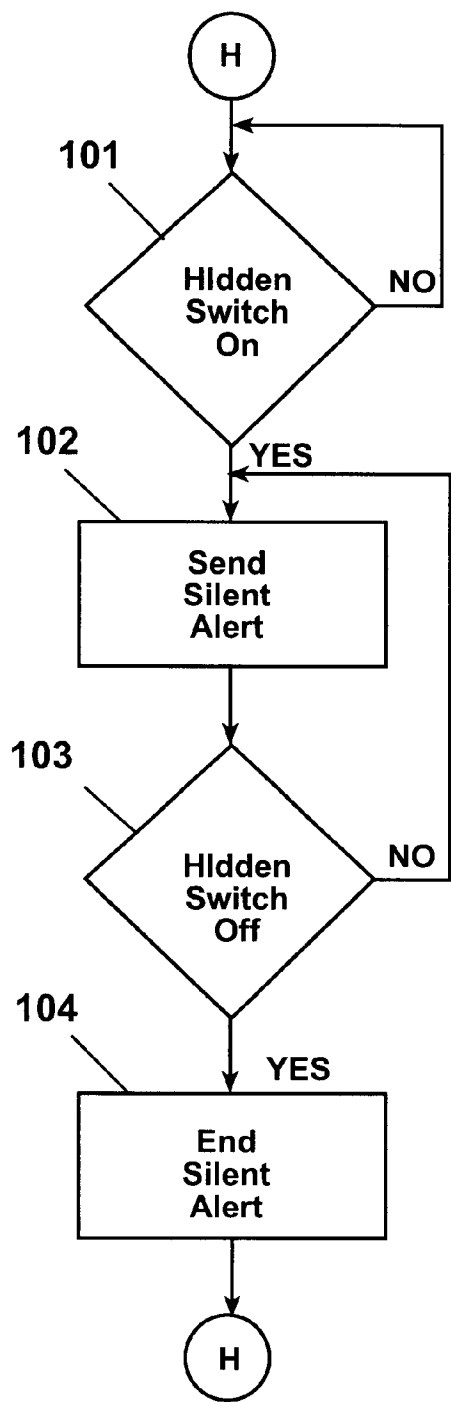 H
101
HIdden
Switch
On
NO
YES
102
Send
Silent
Alert
103
HIdden
Switch
Off
NO
104
YES
End
Silent
Alert
H